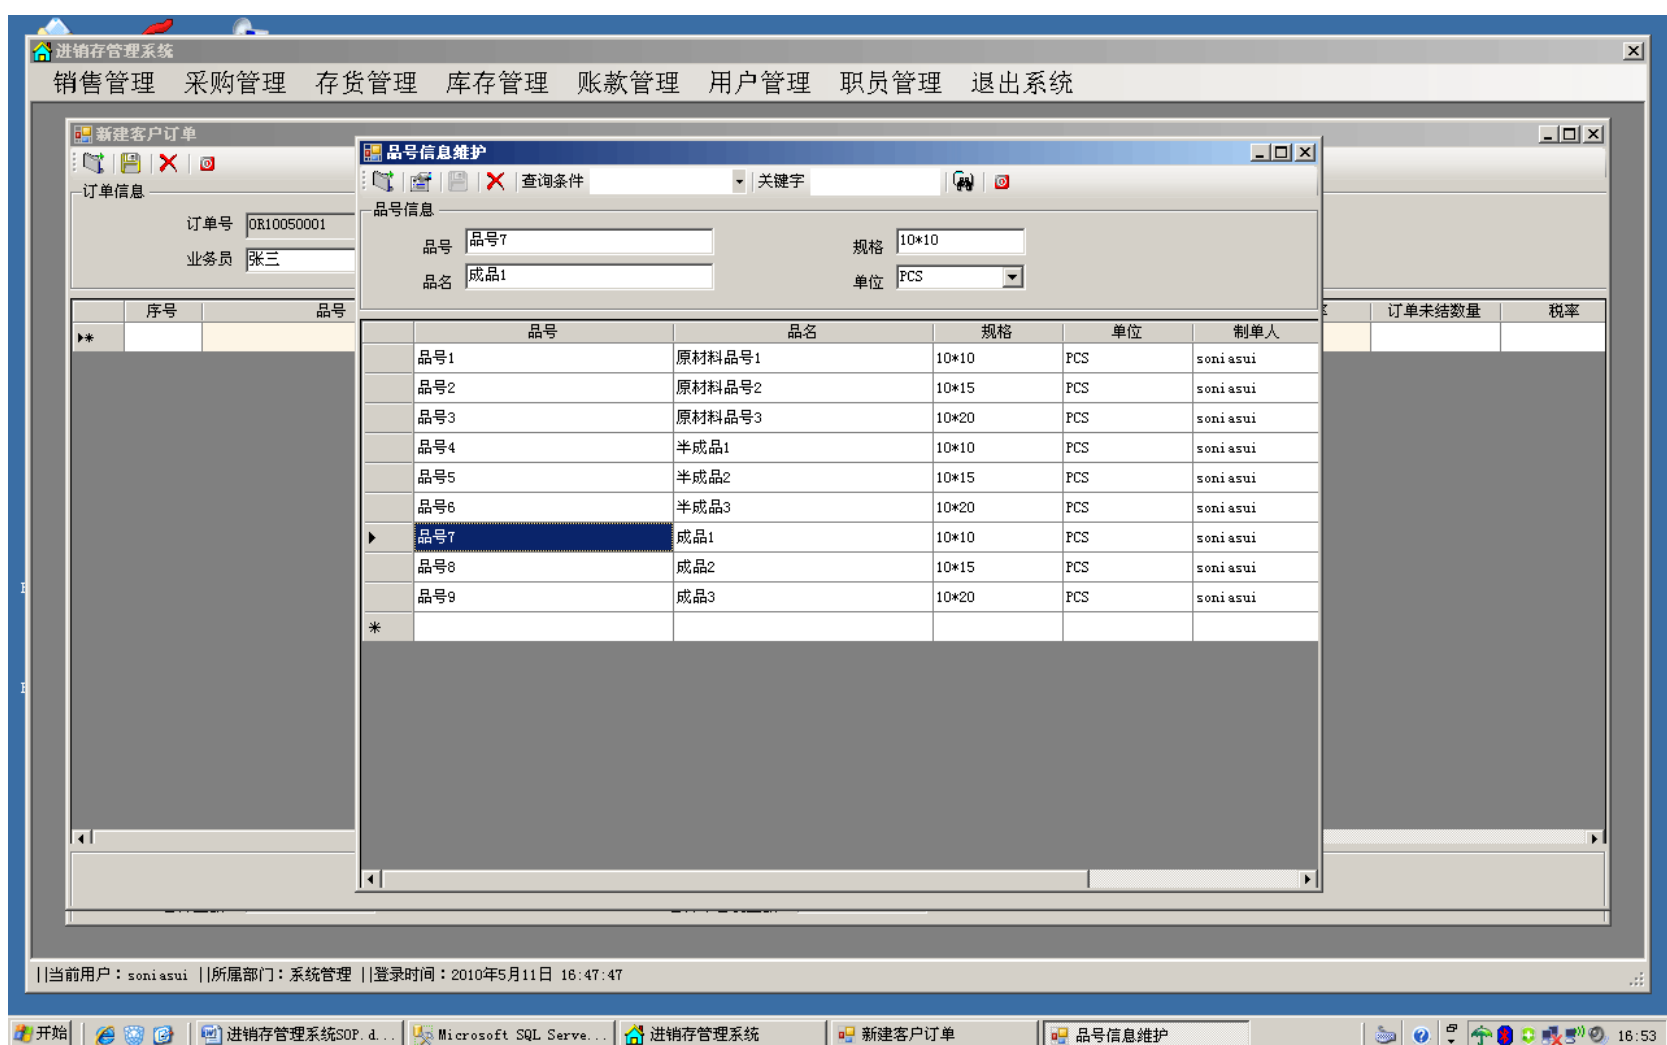 进销存管理系统
销售管理 采购管理 存货管理 库存管理 账款管理 用户管理 职员管理 退出系统
新建客户订单
品号信息维护
查询条件 关键字
订单信息
品号信息
订单号 OR10050001
品号 品号7 规格 10*10
业务员 张三
品名 成品1 单位 PCS
序号 品号 订单未结数量 税率
品号 品名 规格 单位 制单人
品号1 原材料品号1 10*10 PCS soniasui
品号2 原材料品号2 10*15 PCS soniasui
品号3 原材料品号3 10*20 PCS soniasui
品号4 半成品1 10*10 PCS soniasui
品号5 半成品2 10*15 PCS soniasui
品号6 半成品3 10*20 PCS soniasui
品号7 成品1 10*10 PCS soniasui
品号8 成品2 10*15 PCS soniasui
品号9 成品3 10*20 PCS soniasui
||当前用户：soniasui ||所属部门：系统管理 ||登录时间：2010年5月11日 16:47:47
开始 进销存管理系统SOP.d... Microsoft SQL Serve... 进销存管理系统 新建客户订单 品号信息维护 16:53